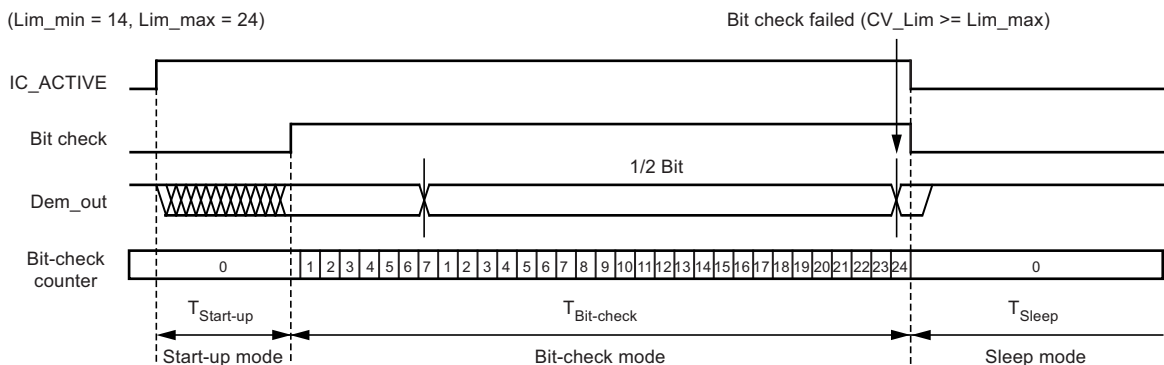 (Lim_min = 14, Lim_max = 24)
Bit check failed (CV_Lim >= Lim_max)
IC_ACTIVE
Bit check
1/2 Bit
Dem_out
Bit-check
counter
0 1 2 3 4 5 6 7 1 2 3 4 5 6 7 8 9 10 11 12 13 14 15 16 17 18 19 20 21 22 23 24 0
TStart-up TBit-check TSleep
Start-up mode Bit-check mode Sleep mode